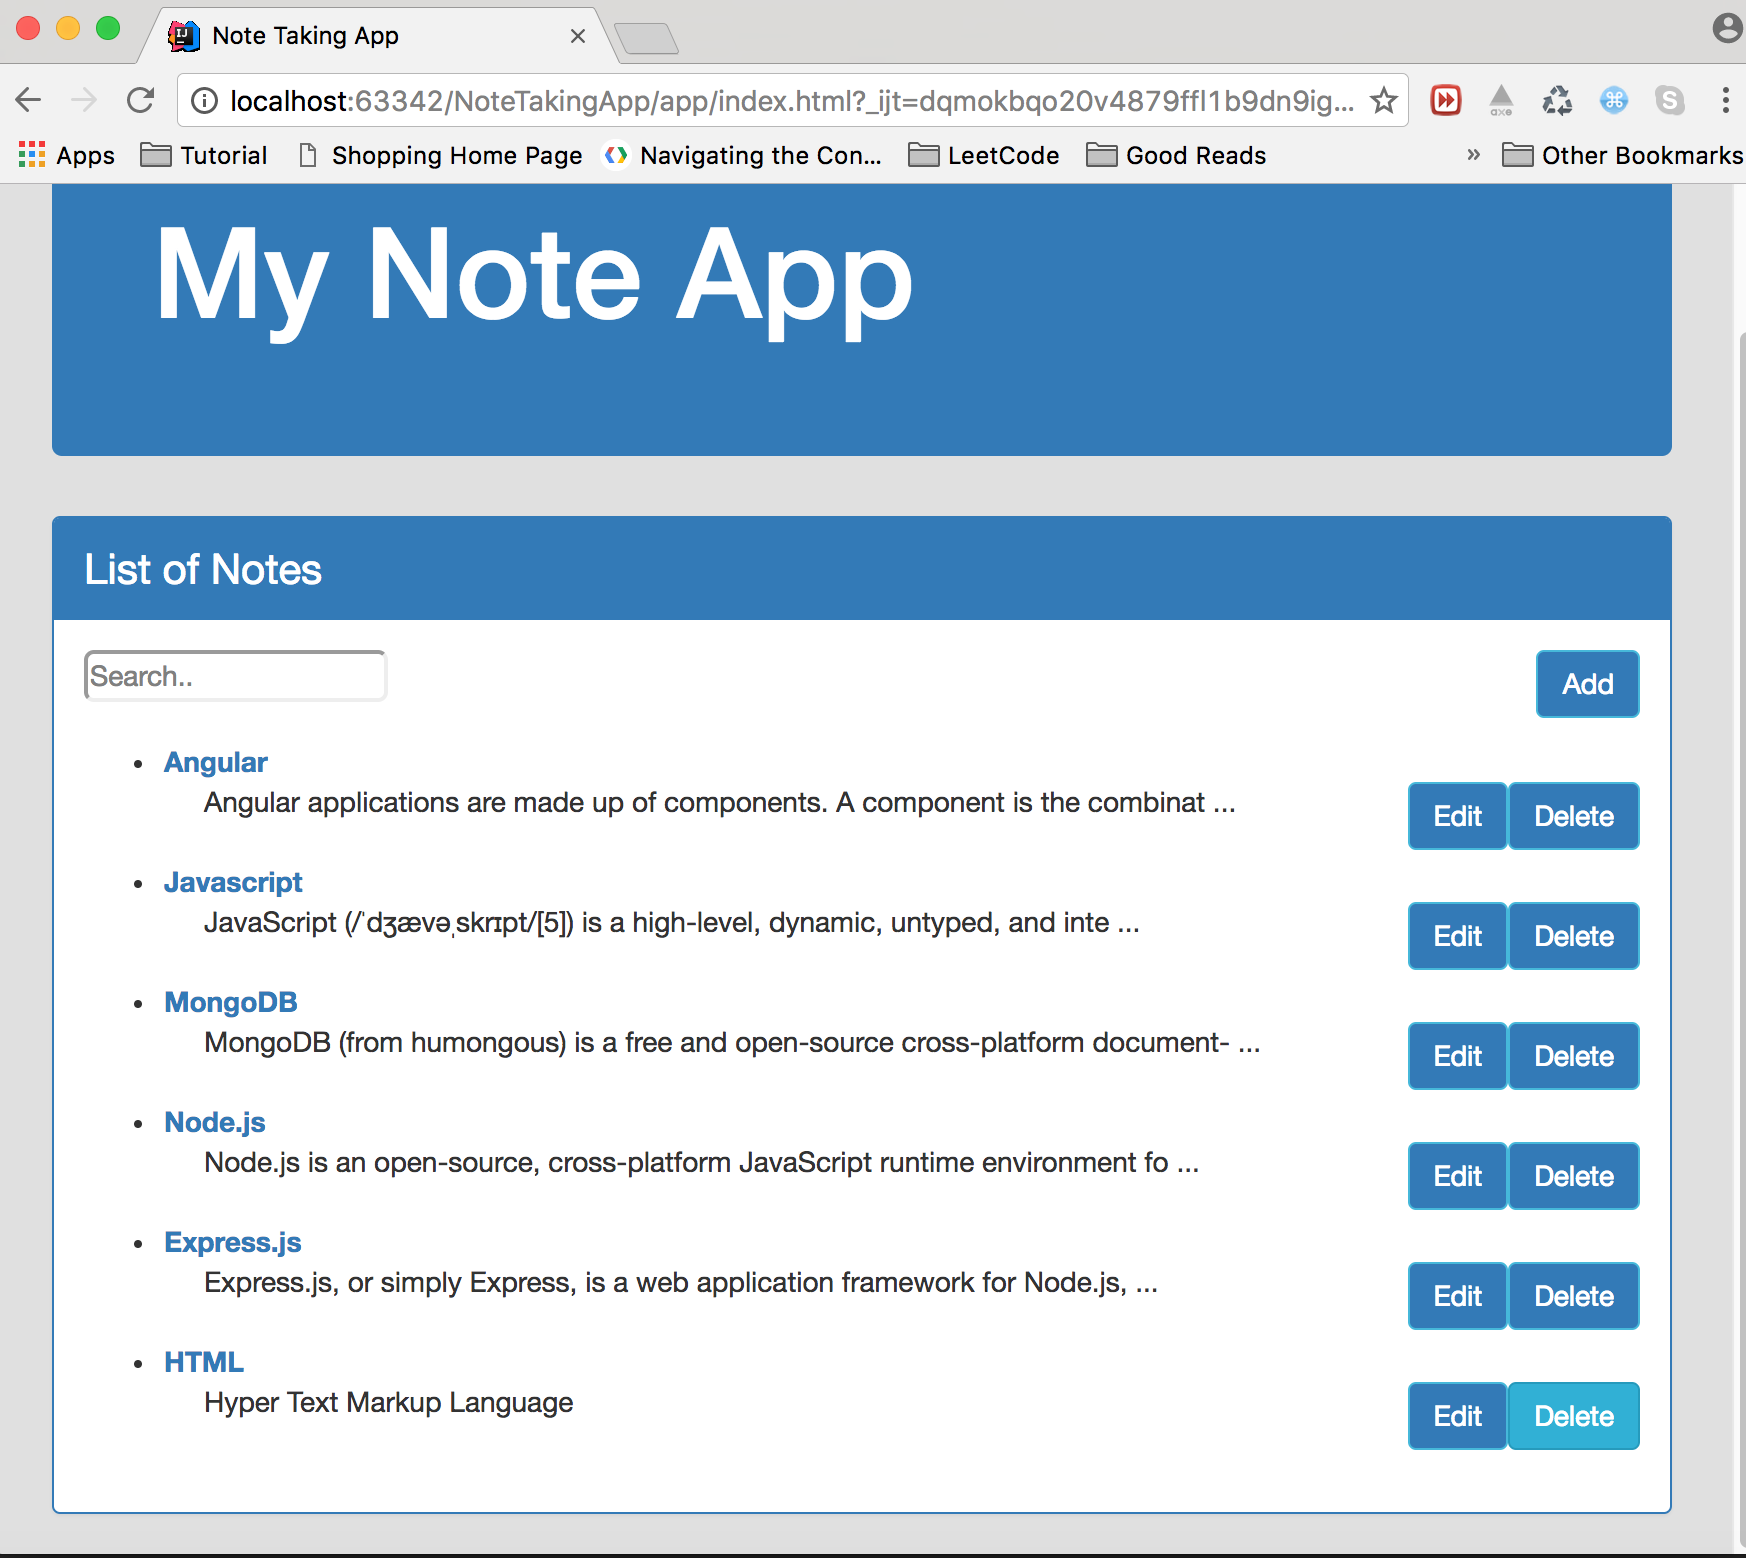 Note Taking App
localhost:63342/NoteTakingApp/app/index.html?_ijt=dqmokbqo20v4879ffl1b9dn9ig...
axe
S
Apps Tutorial Shopping Home Page Navigating the Con... LeetCode Good Reads » Other Bookmarks
My Note App
List of Notes
Search.. Add
• Angular
Angular applications are made up of components. A component is the combinat ... Edit Delete
• Javascript
JavaScript (/ˈdʒævəˌskrɪpt/[5]) is a high-level, dynamic, untyped, and inte ... Edit Delete
• MongoDB
MongoDB (from humongous) is a free and open-source cross-platform document- ... Edit Delete
• Node.js
Node.js is an open-source, cross-platform JavaScript runtime environment fo ... Edit Delete
• Express.js
Express.js, or simply Express, is a web application framework for Node.js, ... Edit Delete
• HTML
Hyper Text Markup Language Edit Delete